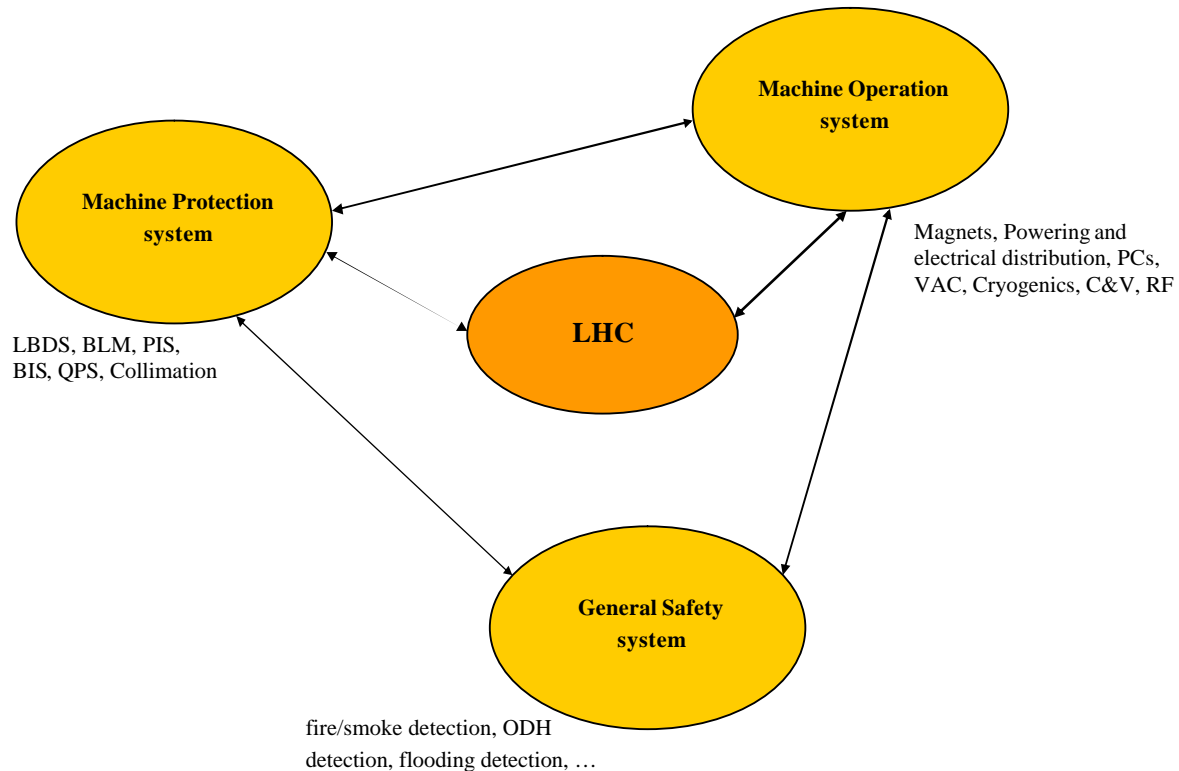 Machine Operation
system
Machine Protection
system
Magnets, Powering and
electrical distribution, PCs,
VAC, Cryogenics, C&V, RF
LHC
LBDS, BLM, PIS,
BIS, QPS, Collimation
General Safety
system
fire/smoke detection, ODH
detection, flooding detection, …